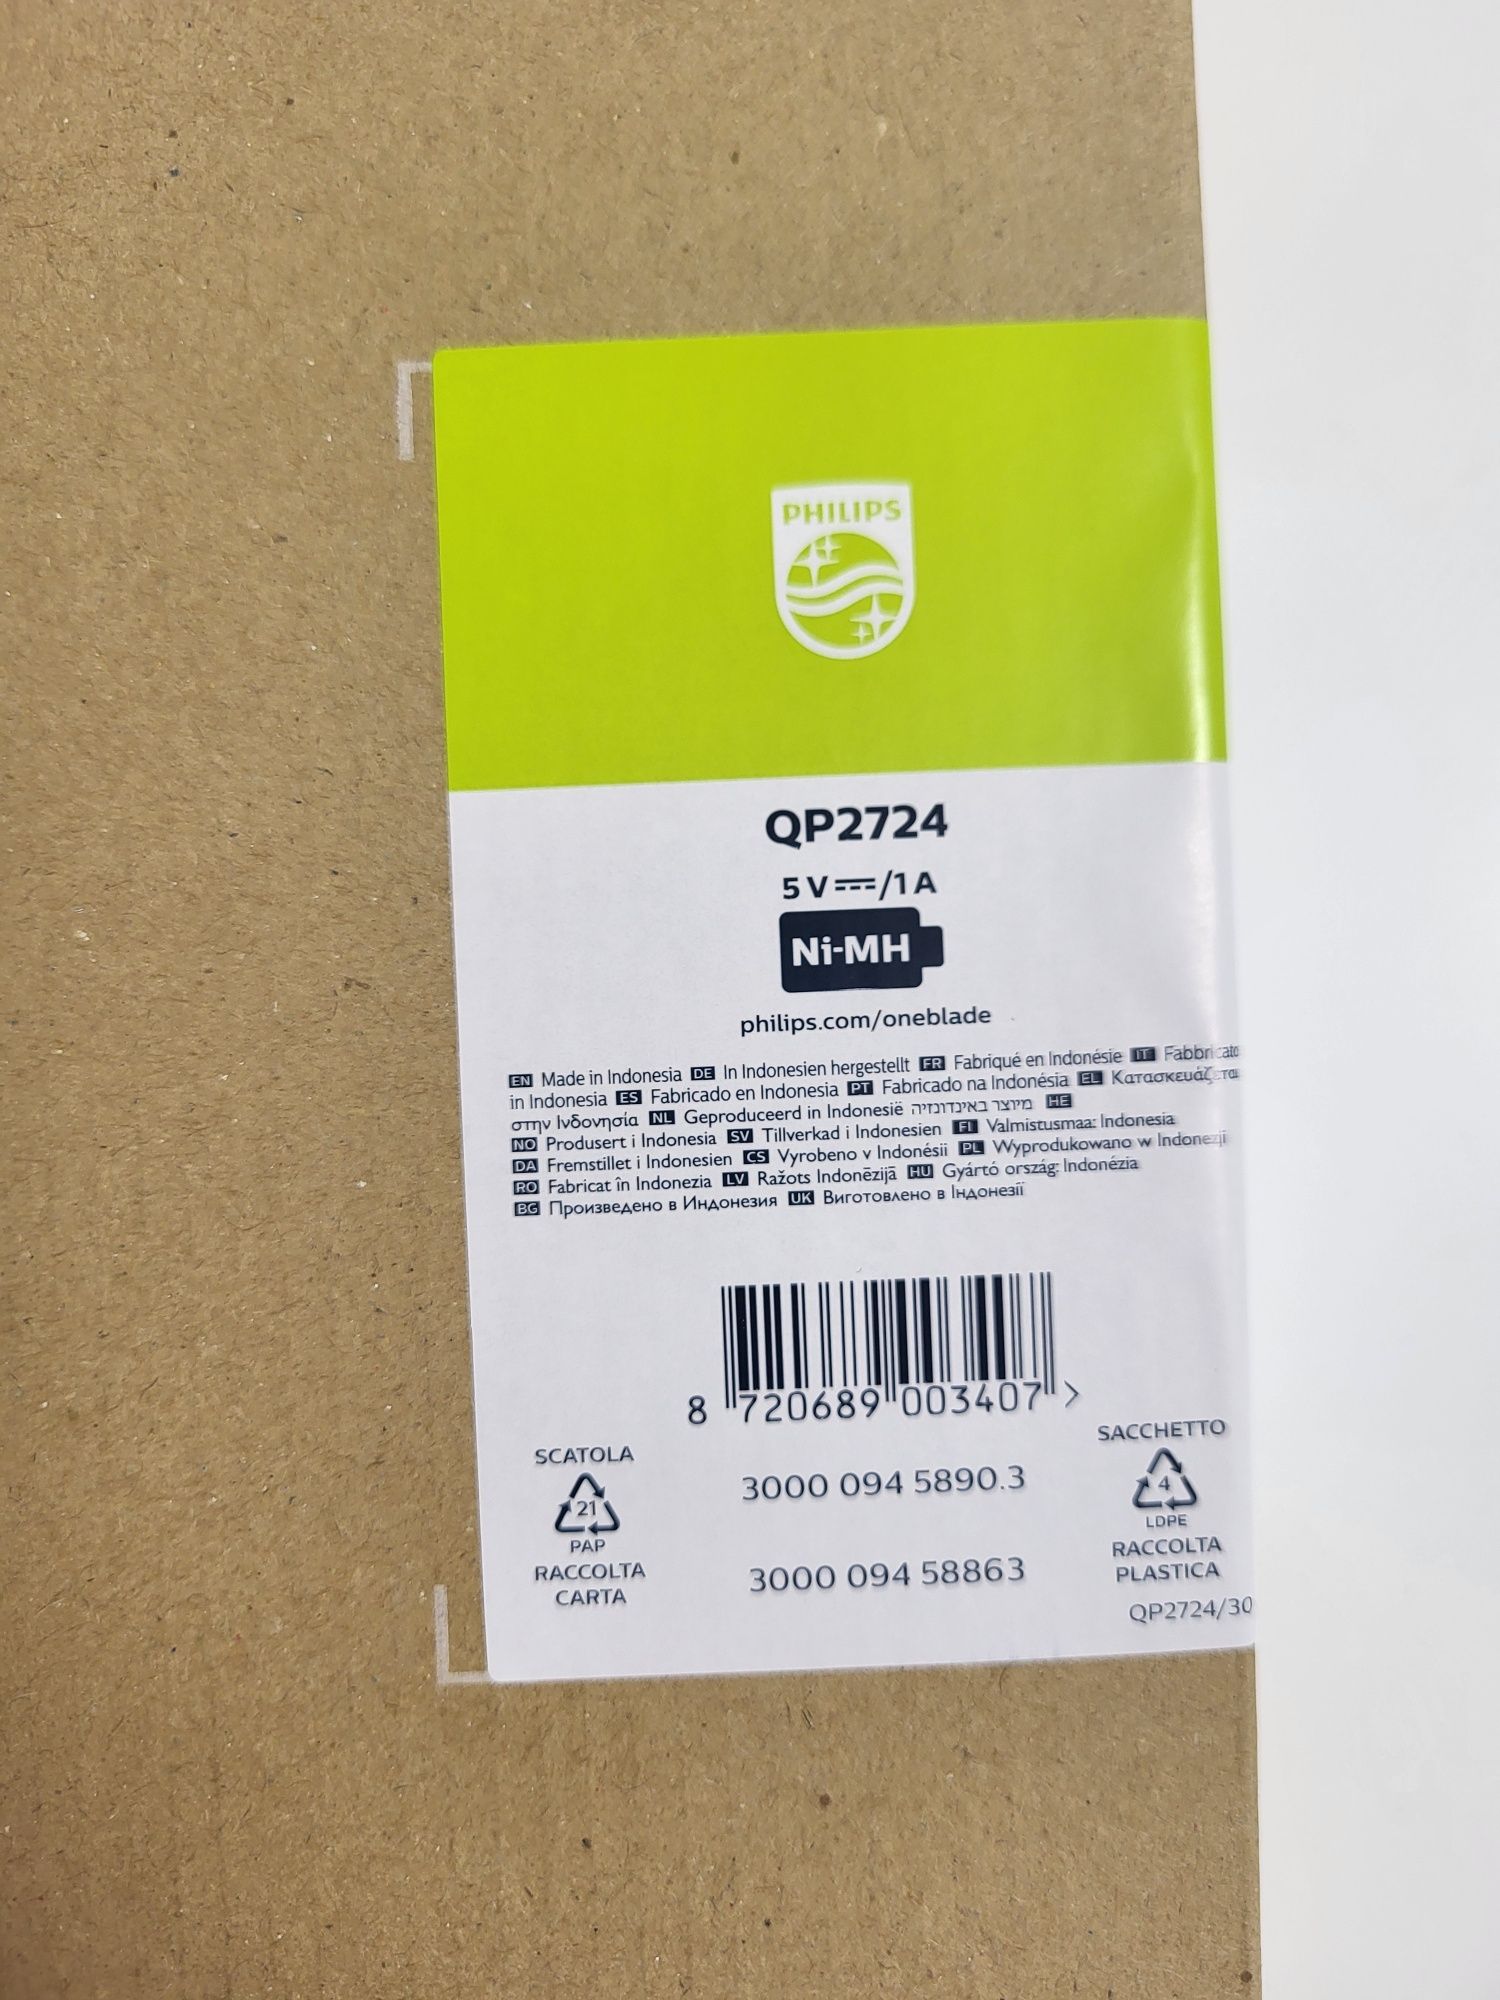 PHILIPS
QP2724
5 V⎓/1 A
Ni-MH
philips.com/oneblade
EN Made in Indonesia DE In Indonesien hergestellt FR Fabriqué en Indonésie IT Fabbricato
in Indonesia ES Fabricado en Indonesia PT Fabricado na Indonésia EL Κατασκευάζεται
στην Ινδονησία NL Geproduceerd in Indonesië מיוצר באינדונזיה HE
NO Produsert i Indonesia SV Tillverkad i Indonesien FI Valmistusmaa: Indonesia
DA Fremstillet i Indonesien CS Vyrobeno v Indonésii PL Wyprodukowano w Indonezji
RO Fabricat în Indonezia LV Ražots Indonēzijā HU Gyártó ország: Indonézia
BG Произведено в Индонезия UK Виготовлено в Індонезії
8 720689 003407 >
SCATOLA
21
PAP
RACCOLTA
CARTA
3000 094 5890.3
3000 094 58863
SACCHETTO
4
LDPE
RACCOLTA
PLASTICA
QP2724/30